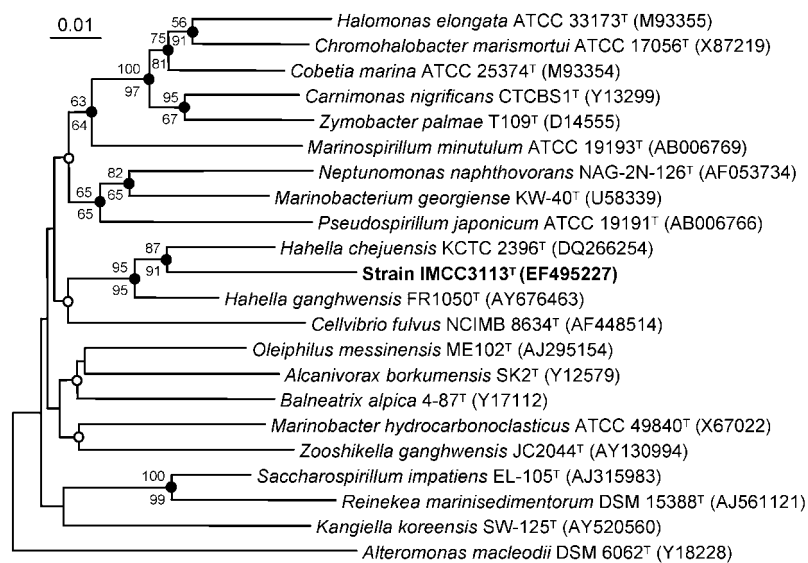 0.01
Halomonas elongata ATCC 33173ᵀ (M93355)
56
91
Chromohalobacter marismortui ATCC 17056ᵀ (X87219)
75
81
Cobetia marina ATCC 25374ᵀ (M93354)
100
97
Carnimonas nigrificans CTCBS1ᵀ (Y13299)
95
67
Zymobacter palmae T109ᵀ (D14555)
63
64
Marinospirillum minutulum ATCC 19193ᵀ (AB006769)
Neptunomonas naphthovorans NAG-2N-126ᵀ (AF053734)
82
65
Marinobacterium georgiense KW-40ᵀ (U58339)
65
65
Pseudospirillum japonicum ATCC 19191ᵀ (AB006766)
Hahella chejuensis KCTC 2396ᵀ (DQ266254)
87
91
Strain IMCC3113ᵀ (EF495227)
95
95
Hahella ganghwensis FR1050ᵀ (AY676463)
Cellvibrio fulvus NCIMB 8634ᵀ (AF448514)
Oleiphilus messinensis ME102ᵀ (AJ295154)
Alcanivorax borkumensis SK2ᵀ (Y12579)
Balneatrix alpica 4-87ᵀ (Y17112)
Marinobacter hydrocarbonoclasticus ATCC 49840ᵀ (X67022)
Zooshikella ganghwensis JC2044ᵀ (AY130994)
Saccharospirillum impatiens EL-105ᵀ (AJ315983)
100
99
Reinekea marinisedimentorum DSM 15388ᵀ (AJ561121)
Kangiella koreensis SW-125ᵀ (AY520560)
Alteromonas macleodii DSM 6062ᵀ (Y18228)